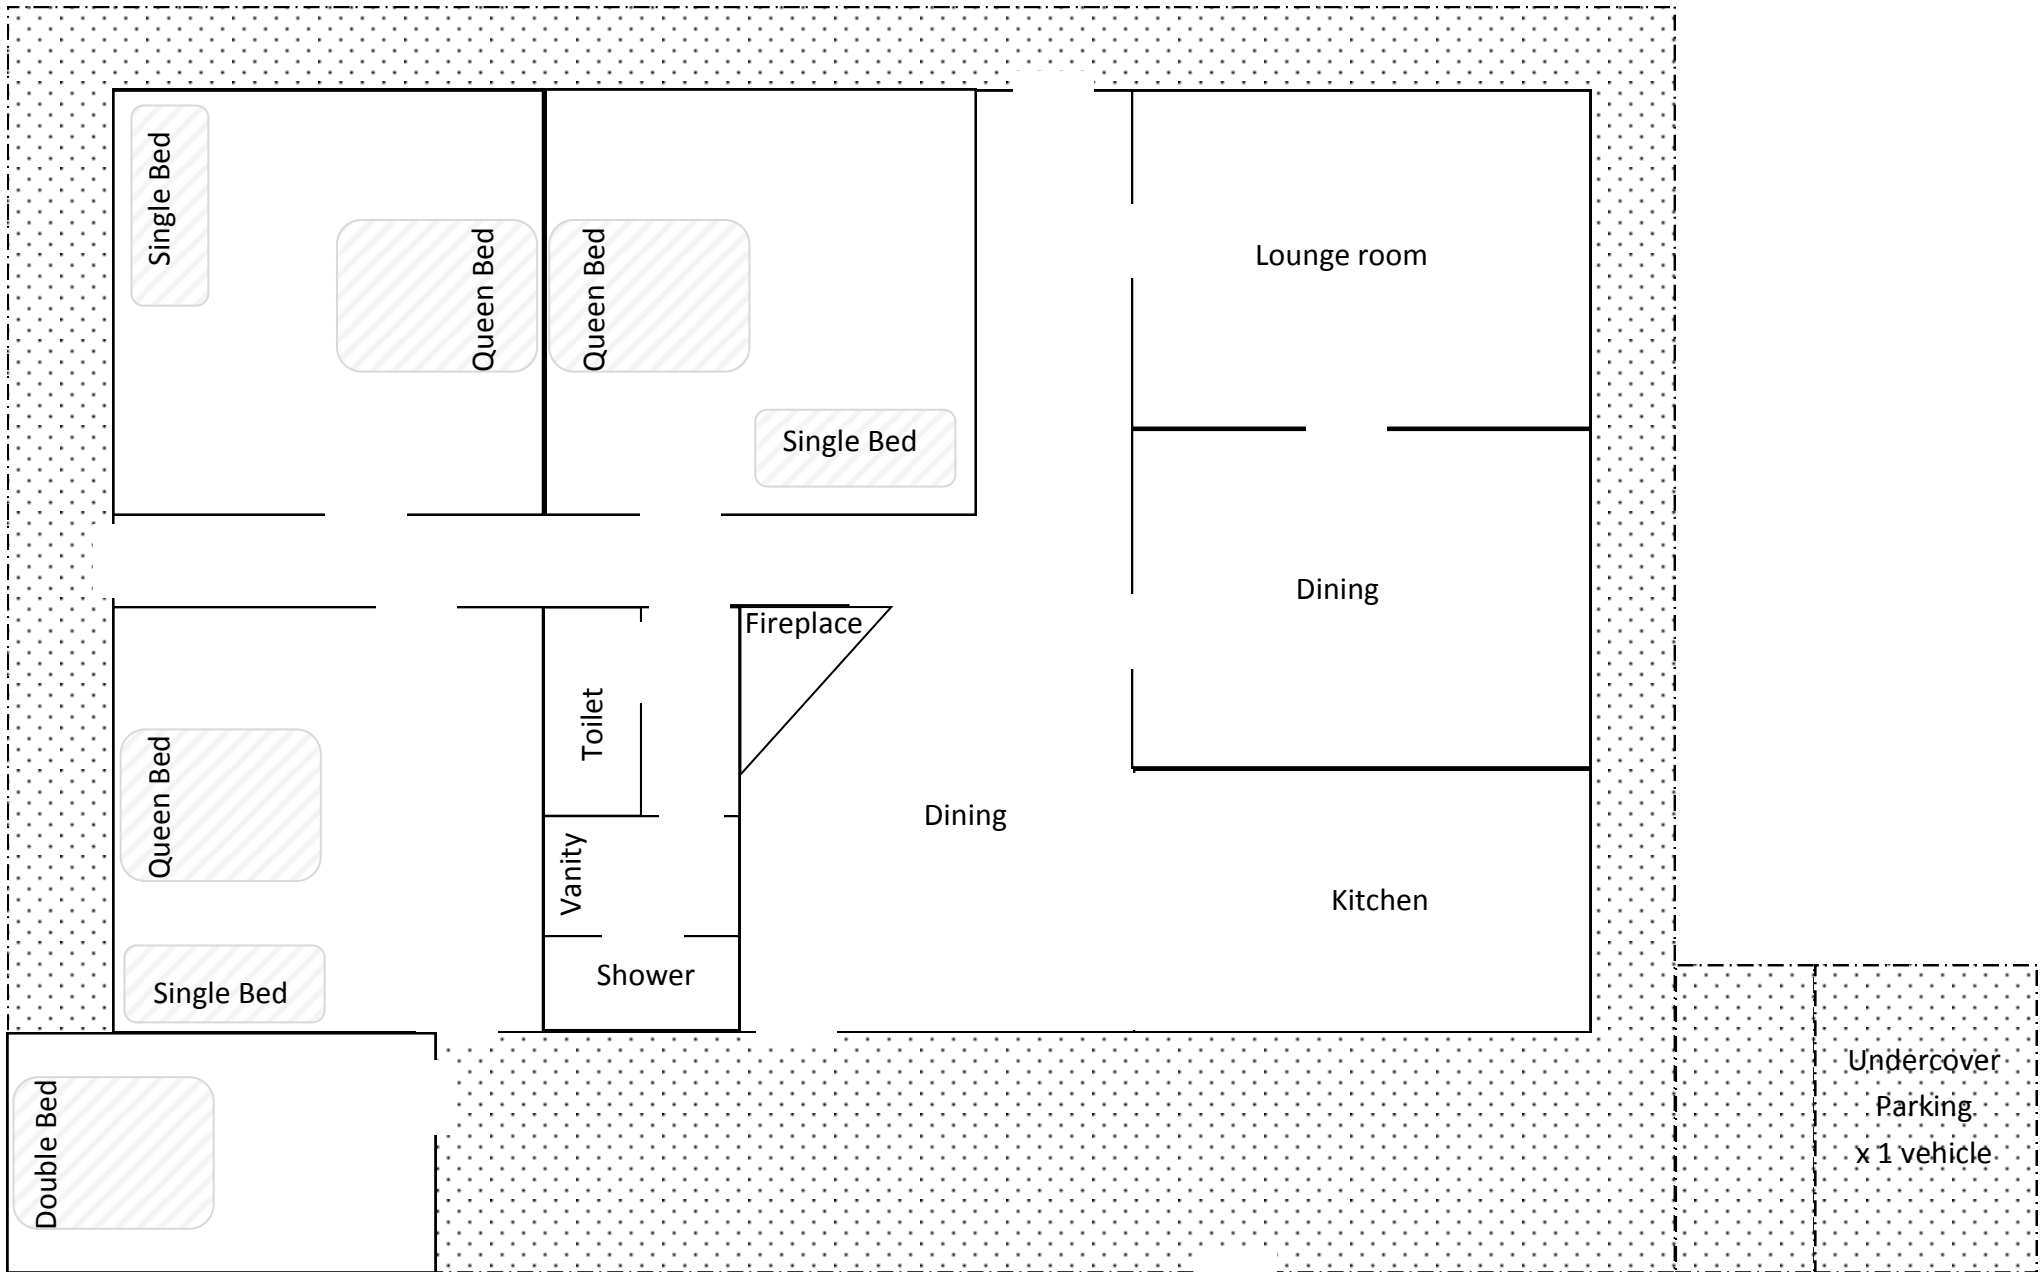 Single Bed
Queen Bed
Queen Bed
Single Bed
Lounge room
Dining
Fireplace
Toilet
Vanity
Shower
Dining
Kitchen
Queen Bed
Single Bed
Double Bed
Undercover
Parking
x 1 vehicle